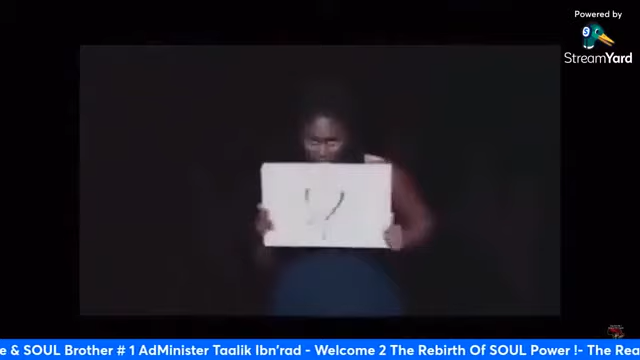 Powered by
StreamYard
e & SOUL Brother # 1 AdMinister Taalik Ibn'rad - Welcome 2 The Rebirth Of SOUL Power !- The Rea